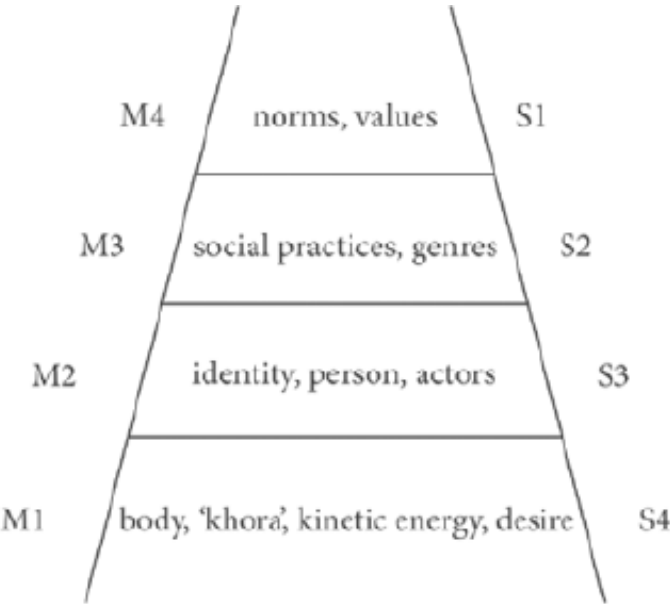 M4 norms, values S1
M3 social practices, genres S2
M2 identity, person, actors S3
M1 body, ‘khora’, kinetic energy, desire S4